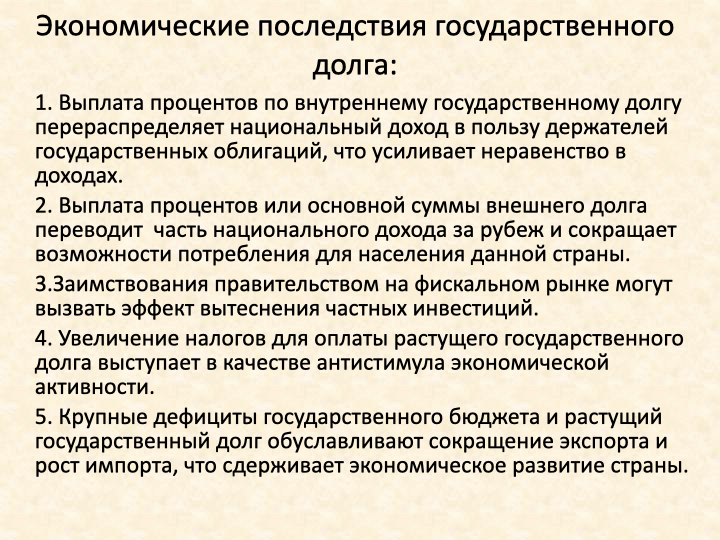 Экономические последствия государственного
долга:
1. Выплата процентов по внутреннему государственному долгу
перераспределяет национальный доход в пользу держателей
государственных облигаций, что усиливает неравенство в
доходах.
2. Выплата процентов или основной суммы внешнего долга
переводит  часть национального дохода за рубеж и сокращает
возможности потребления для населения данной страны.
3.Заимствования правительством на фискальном рынке могут
вызвать эффект вытеснения частных инвестиций.
4. Увеличение налогов для оплаты растущего государственного
долга выступает в качестве антистимула экономической
активности.
5. Крупные дефициты государственного бюджета и растущий
государственный долг обуславливают сокращение экспорта и
рост импорта, что сдерживает экономическое развитие страны.